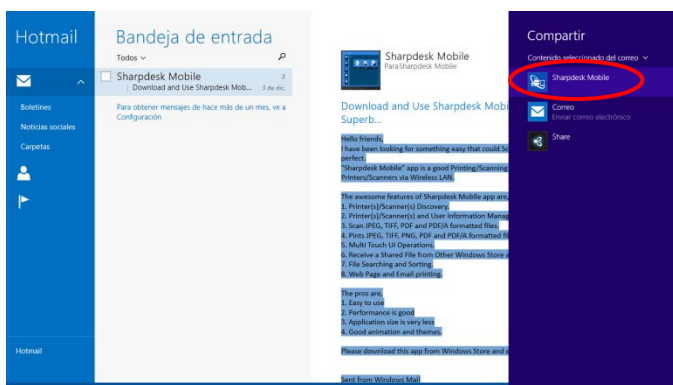 Hotmail
Boletines
Noticias sociales
Carpetas
Hotmail
Bandeja de entrada
Todos
Sharpdesk Mobile
2
Download and Use Sharpdesk Mob...
3 de dic.
Para obtener mensajes de hace más de un mes, ve a
Configuración
Sharpdesk Mobile
Para Sharpdesk Mobile
Download and Use Sharpdesk Mobi
Superb...
Hello friends,
I have been looking for something easy that could Sc
perfect.
"Sharpdesk Mobile" app is a good Printing/Scanning
Printers/Scanners via Wireless LAN.
The awesome features of Sharpdesk Mobile app are,
1. Printer(s)/Scanner(s) Discovery.
2. Printer(s)/Scanner(s) and User Information Manag
3. Scan JPEG, TIFF, PDF and PDF/A formatted files.
4. Pints JPEG, TIFF, PNG, PDF and PDF/A formatted fil
5. Multi Touch UI Operations.
6. Receive a Shared File from Other Windows Store a
7. File Searching and Sorting.
8. Web Page and Email printing.
The pros are,
1. Easy to use
2. Performance is good
3. Application size is very less
4. Good animation and themes.
Please download this app from Windows Store and e
Sent from Windows Mail
Compartir
Contenido seleccionado del correo
Sharpdesk Mobile
Correo
Enviar correo electrónico
Share